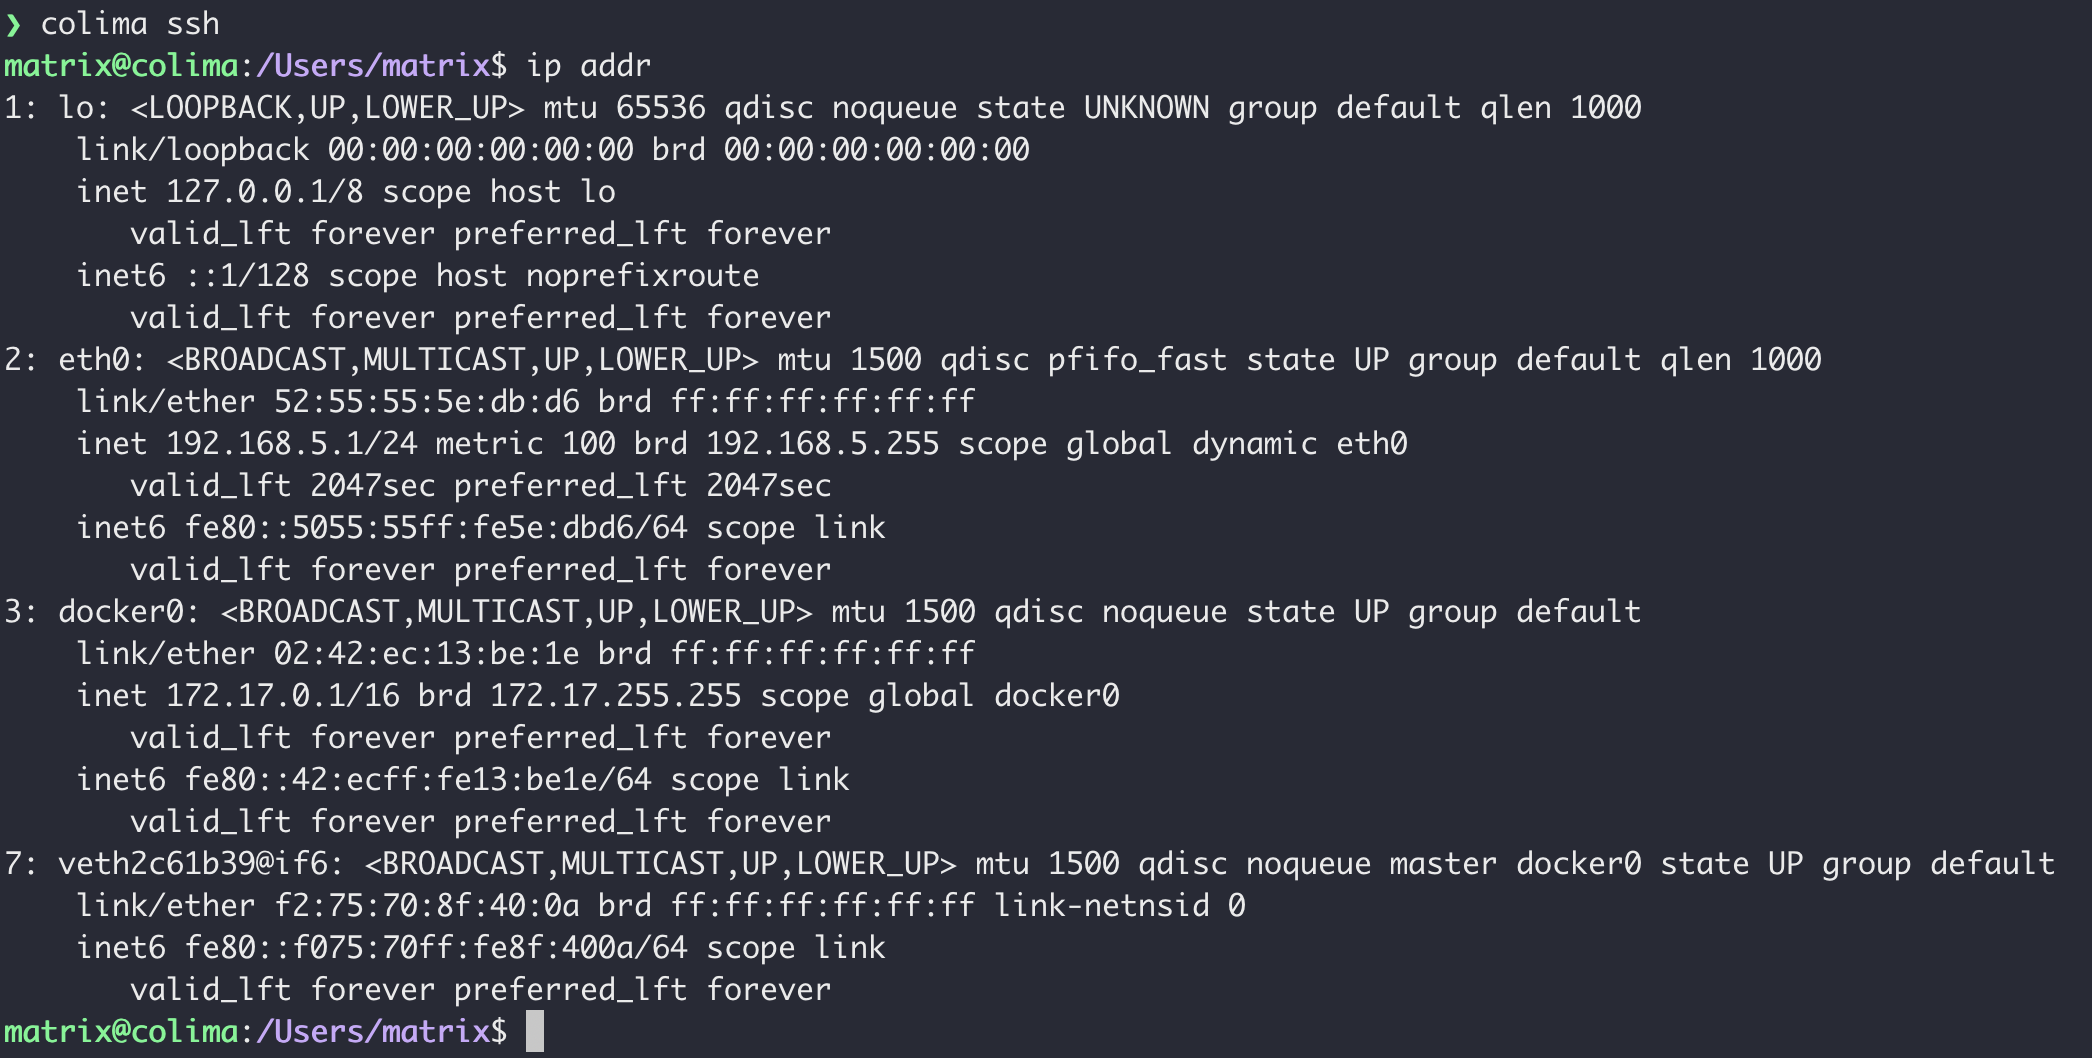 ❯ colima ssh
matrix@colima:/Users/matrix$ ip addr
1: lo: <LOOPBACK,UP,LOWER_UP> mtu 65536 qdisc noqueue state UNKNOWN group default qlen 1000
    link/loopback 00:00:00:00:00:00 brd 00:00:00:00:00:00
    inet 127.0.0.1/8 scope host lo
       valid_lft forever preferred_lft forever
    inet6 ::1/128 scope host noprefixroute
       valid_lft forever preferred_lft forever
2: eth0: <BROADCAST,MULTICAST,UP,LOWER_UP> mtu 1500 qdisc pfifo_fast state UP group default qlen 1000
    link/ether 52:55:55:5e:db:d6 brd ff:ff:ff:ff:ff:ff
    inet 192.168.5.1/24 metric 100 brd 192.168.5.255 scope global dynamic eth0
       valid_lft 2047sec preferred_lft 2047sec
    inet6 fe80::5055:55ff:fe5e:dbd6/64 scope link
       valid_lft forever preferred_lft forever
3: docker0: <BROADCAST,MULTICAST,UP,LOWER_UP> mtu 1500 qdisc noqueue state UP group default
    link/ether 02:42:ec:13:be:1e brd ff:ff:ff:ff:ff:ff
    inet 172.17.0.1/16 brd 172.17.255.255 scope global docker0
       valid_lft forever preferred_lft forever
    inet6 fe80::42:ecff:fe13:be1e/64 scope link
       valid_lft forever preferred_lft forever
7: veth2c61b39@if6: <BROADCAST,MULTICAST,UP,LOWER_UP> mtu 1500 qdisc noqueue master docker0 state UP group default
    link/ether f2:75:70:8f:40:0a brd ff:ff:ff:ff:ff:ff link-netnsid 0
    inet6 fe80::f075:70ff:fe8f:400a/64 scope link
       valid_lft forever preferred_lft forever
matrix@colima:/Users/matrix$